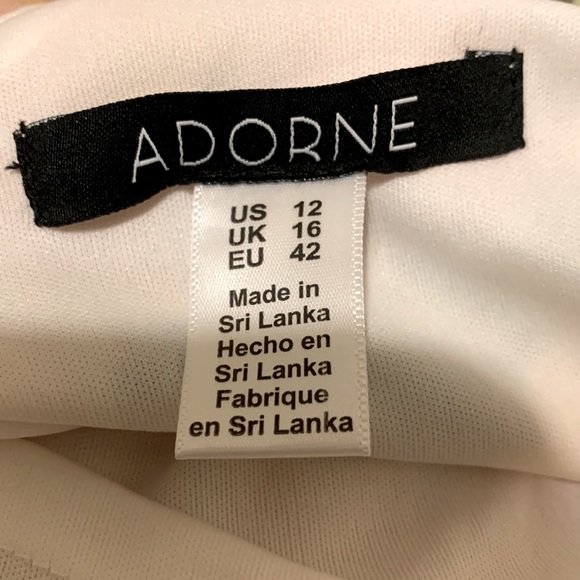 ADORNE
US 12
UK 16
EU 42
Made in
Sri Lanka
Hecho en
Sri Lanka
Fabrique
en Sri Lanka